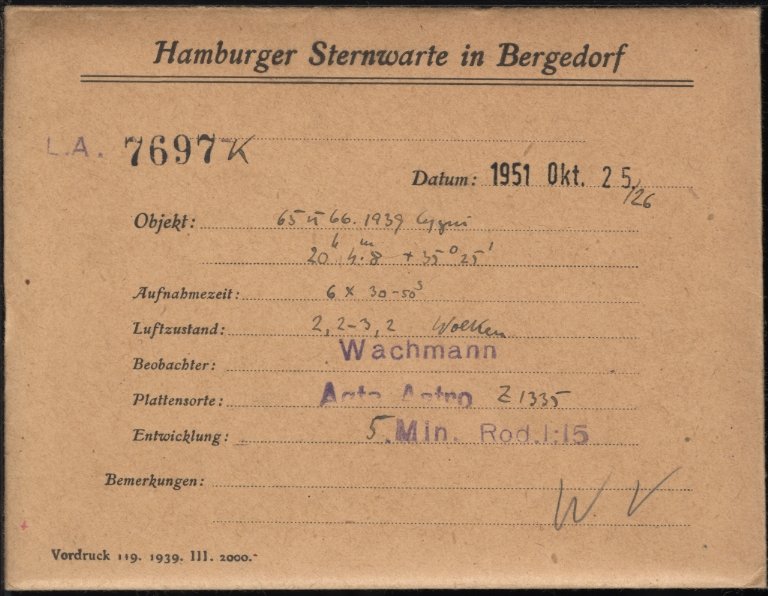 Hamburger Sternwarte in Bergedorf
L.A. 7697 K
Datum: 1951 Okt. 25/26
Objekt: 65 u 66. 1939 Cygni
20h 4m.8 + 35° 25'
Aufnahmezeit: 6 x 30-50s
Luftzustand: 2, 2-3, 2 Wolken
Beobachter: Wachmann
Plattensorte: Agfa Astro Z 1335
Entwicklung: 5 Min. Rod. 1:15
Bemerkungen:
W V
Vordruck 119. 1939. III. 2000.